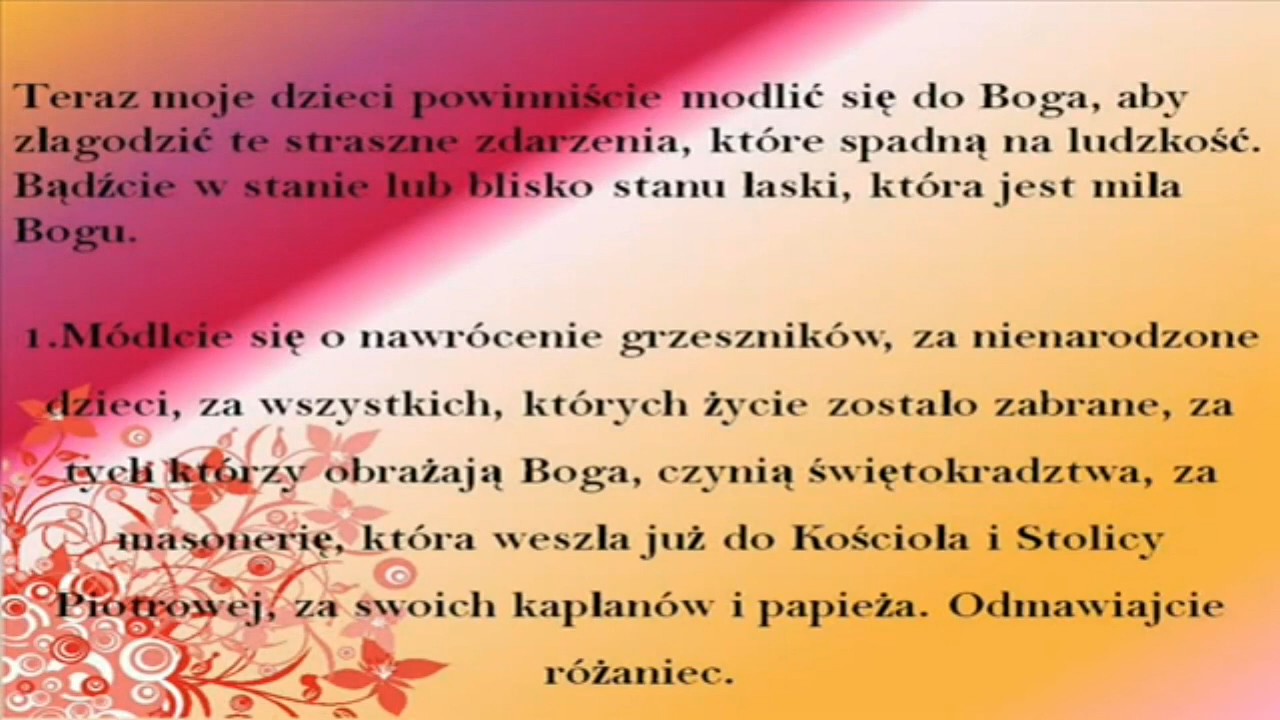 Teraz moje dzieci powinniście modlić się do Boga, aby
złagodzić te straszne zdarzenia, które spadną na ludzkość.
Bądźcie w stanie lub blisko stanu łaski, która jest miła
Bogu.
1.Módlcie się o nawrócenie grzeszników, za nienarodzone
dzieci, za wszystkich, których życie zostało zabrane, za
tych którzy obrażają Boga, czynią świętokradztwa, za
masonerię, która weszła już do Kościoła i Stolicy
Piotrowej, za swoich kapłanów i papieża. Odmawiajcie
różaniec.